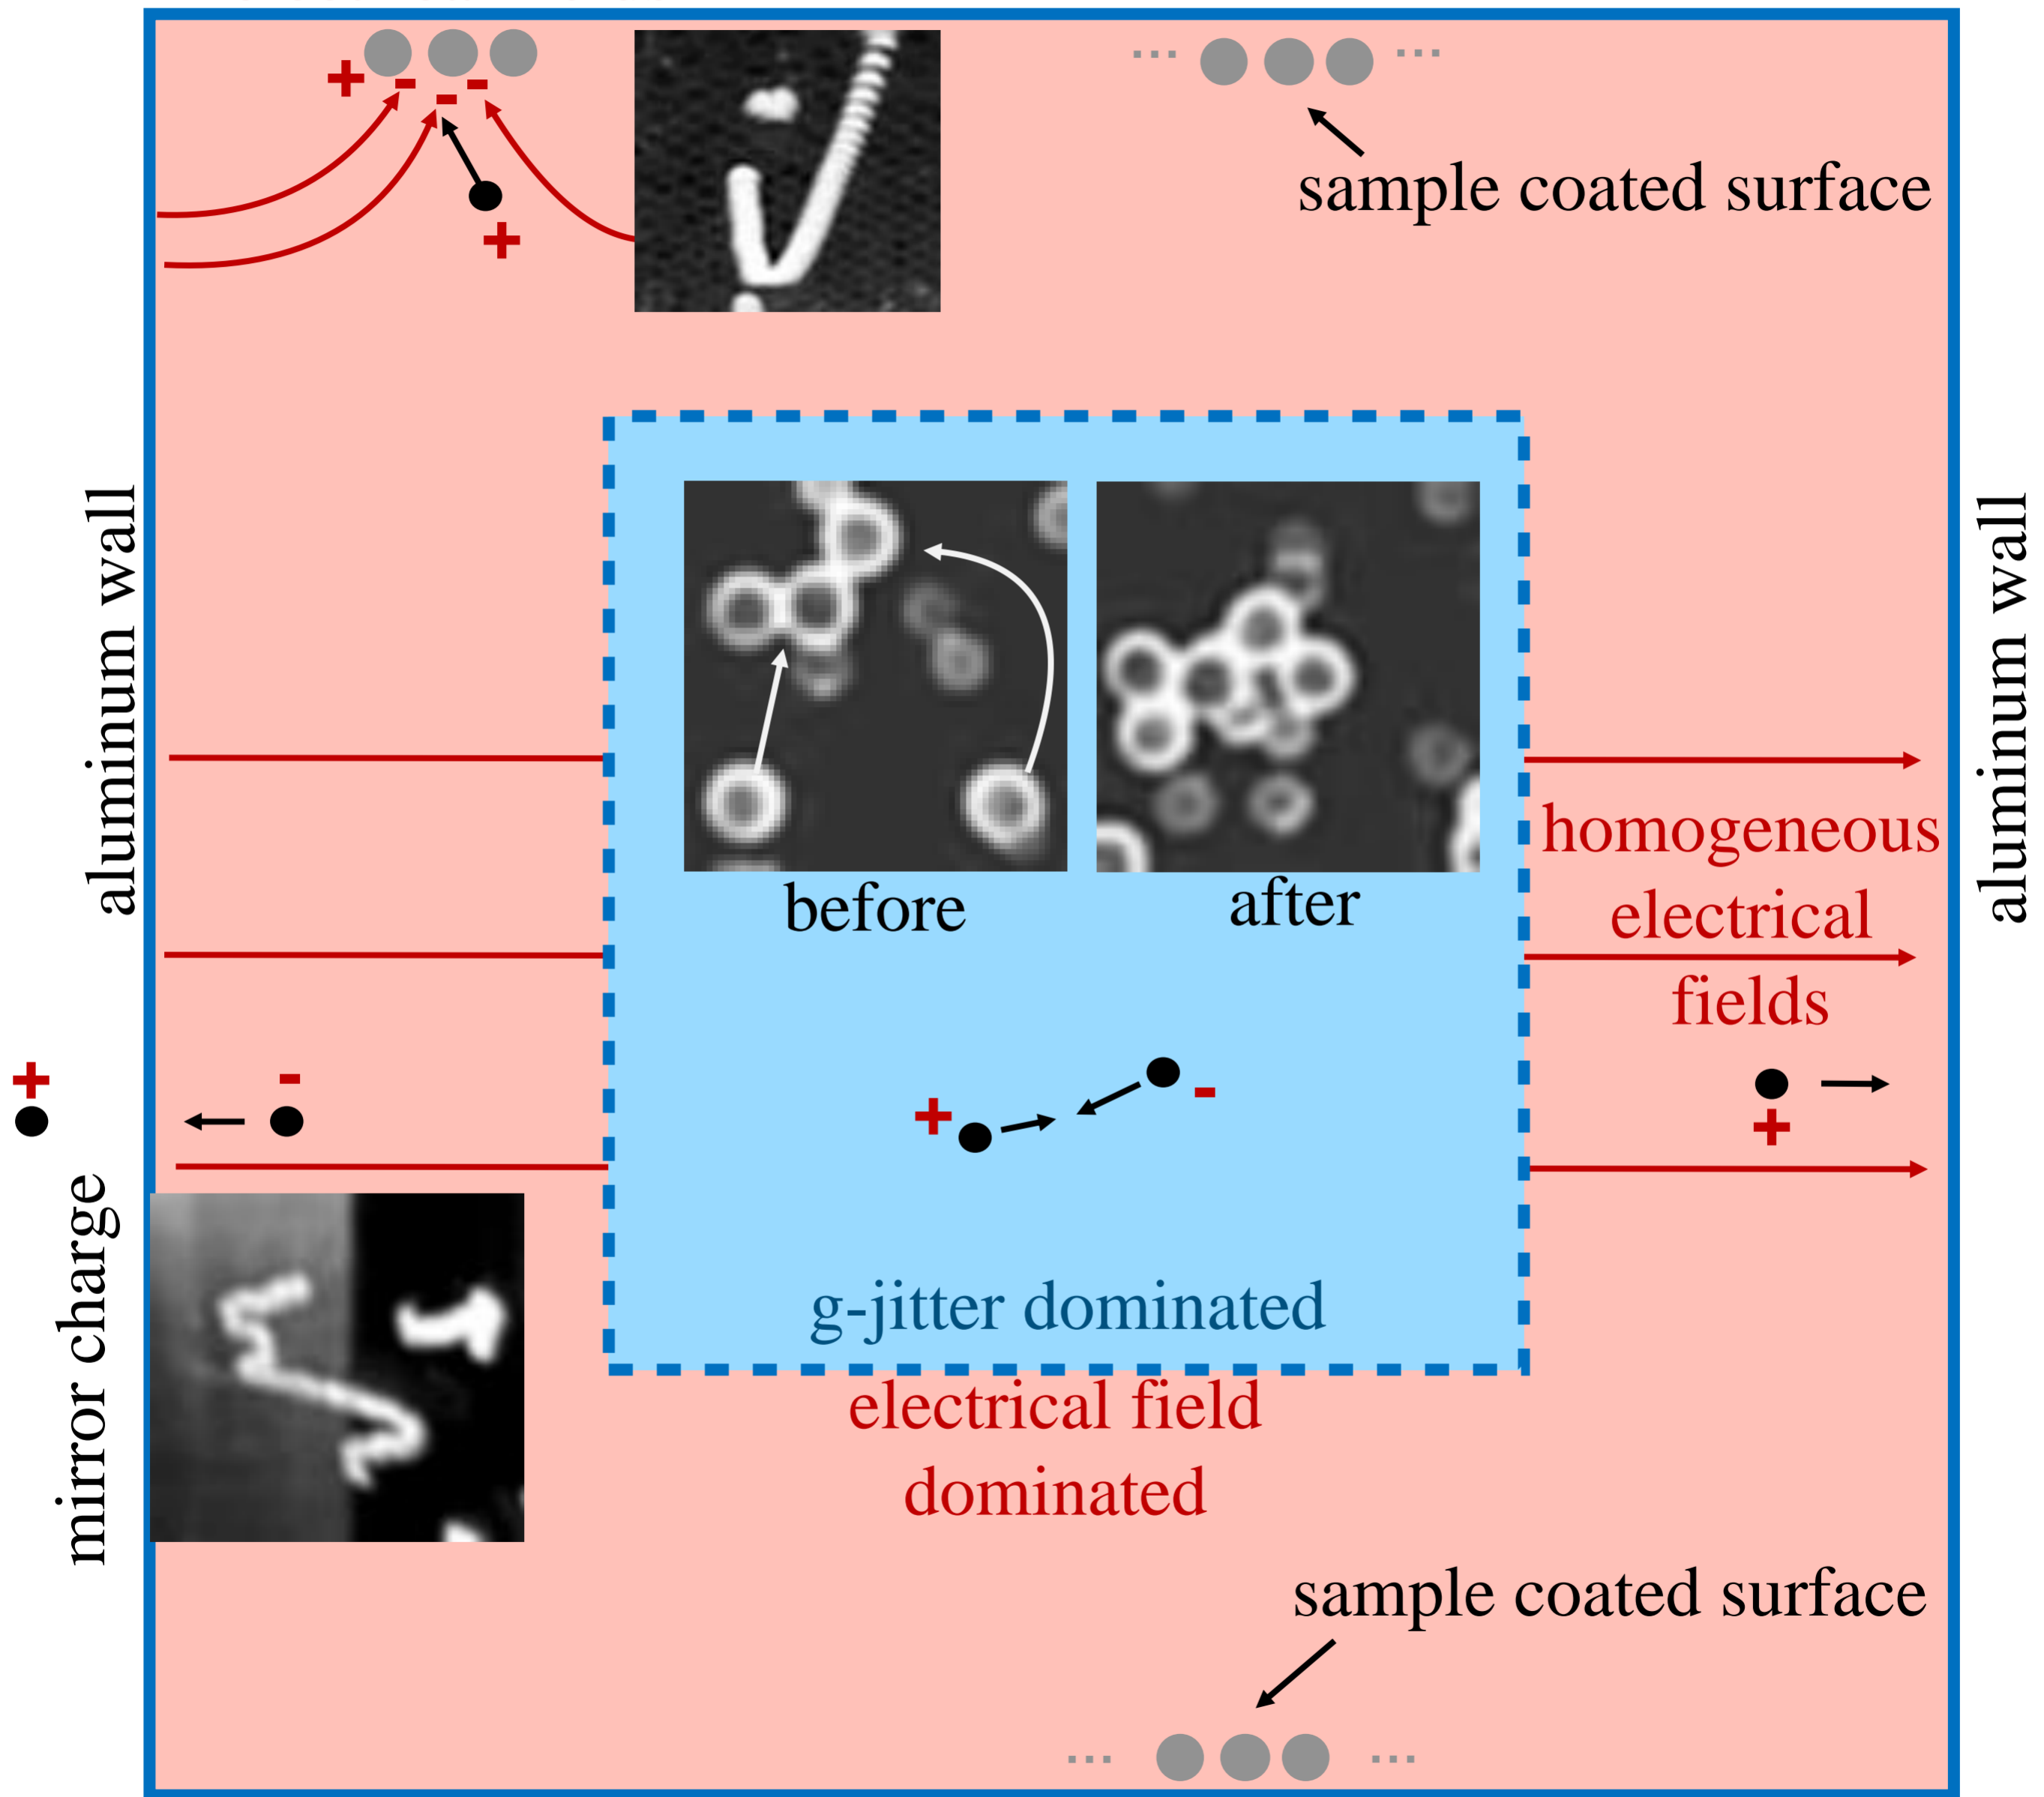 sample coated surface
aluminum wall
aluminum wall
before
after
homogeneous
electrical
fields
mirror charge
g-jitter dominated
electrical field
dominated
sample coated surface